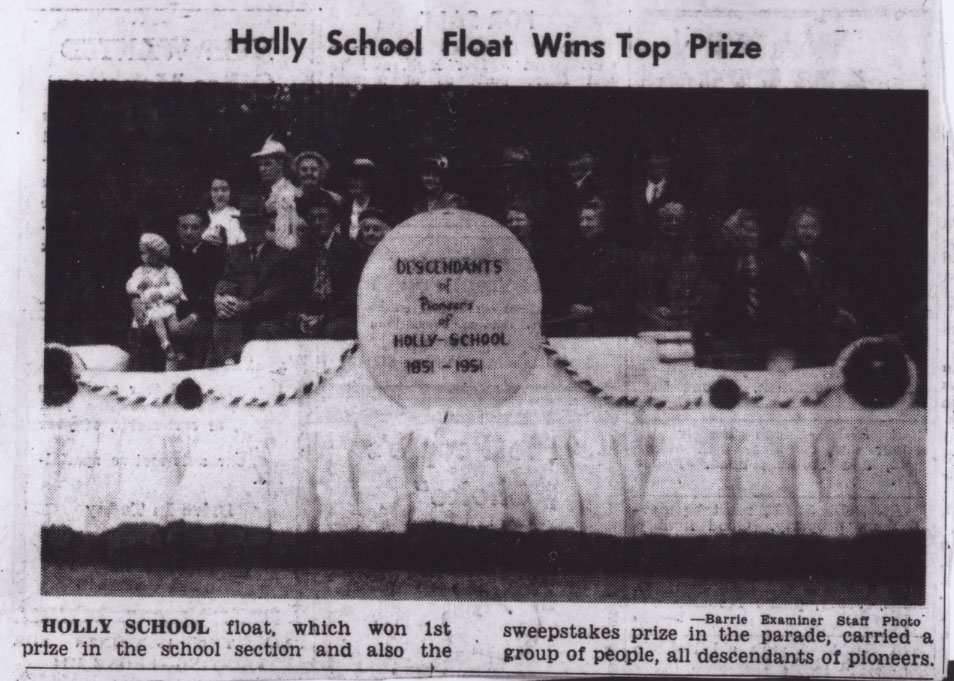 Holly School Float Wins Top Prize
DESCENDANTS
of
Pioneers
of
HOLLY-SCHOOL
1851-1951
—Barrie Examiner Staff Photo
HOLLY SCHOOL float, which won 1st
prize in the school section and also the
sweepstakes prize in the parade, carried a
group of people, all descendants of pioneers.